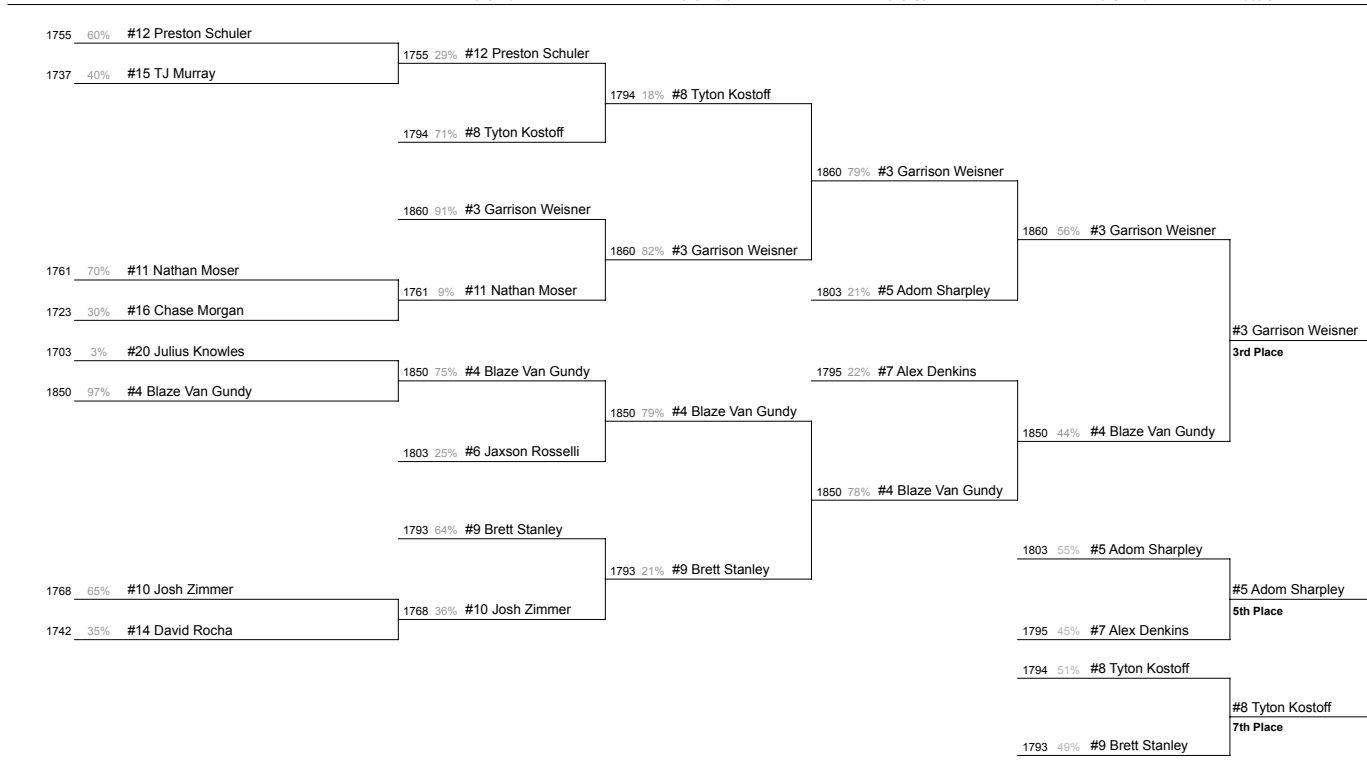 1755 60% #12 Preston Schuler
1737 40% #15 TJ Murray
1761 70% #11 Nathan Moser
1723 30% #16 Chase Morgan
1703 3% #20 Julius Knowles
1850 97% #4 Blaze Van Gundy
1768 65% #10 Josh Zimmer
1742 35% #14 David Rocha
1755 29% #12 Preston Schuler
1794 71% #8 Tyton Kostoff
1860 91% #3 Garrison Weisner
1761 9% #11 Nathan Moser
1850 75% #4 Blaze Van Gundy
1803 25% #6 Jaxson Rosselli
1793 64% #9 Brett Stanley
1768 36% #10 Josh Zimmer
1794 18% #8 Tyton Kostoff
1860 82% #3 Garrison Weisner
1850 79% #4 Blaze Van Gundy
1793 21% #9 Brett Stanley
1860 79% #3 Garrison Weisner
1803 21% #5 Adom Sharpley
1795 22% #7 Alex Denkins
1850 78% #4 Blaze Van Gundy
1860 56% #3 Garrison Weisner
1850 44% #4 Blaze Van Gundy
1803 55% #5 Adom Sharpley
1795 45% #7 Alex Denkins
1794 51% #8 Tyton Kostoff
1793 49% #9 Brett Stanley
#3 Garrison Weisner
3rd Place
#5 Adom Sharpley
5th Place
#8 Tyton Kostoff
7th Place